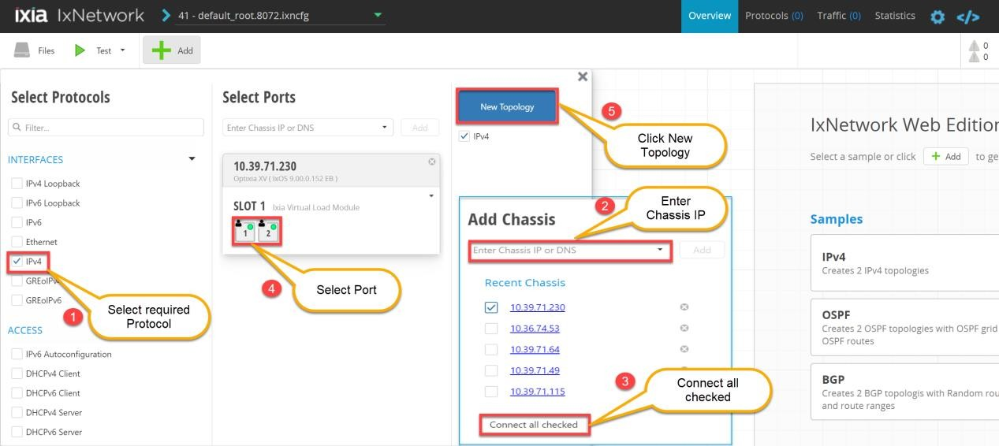 ixia IxNetwork
41 - default_root.8072.ixncfg
Overview
Protocols (0)
Traffic (0)
Statistics
</>
Files
Test
Add
0
0
Select Protocols
Filter...
INTERFACES
IPv4 Loopback
IPv6 Loopback
IPv6
Ethernet
IPv4
GREoIPv4
GREoIPv6
1
Select required
Protocol
ACCESS
IPv6 Autoconfiguration
DHCPv4 Client
DHCPv6 Client
DHCPv4 Server
DHCPv6 Server
Select Ports
Enter Chassis IP or DNS
Add
10.39.71.230
Optixia XV ( IxOS 9.00.0.152 EB )
SLOT 1 Ixia Virtual Load Module
1
2
4
Select Port
New Topology
IPv4
5
Click New
Topology
2
Enter
Chassis IP
Add Chassis
Enter Chassis IP or DNS
Add
Recent Chassis
10.39.71.230
10.36.74.53
10.39.71.64
10.39.71.49
10.39.71.115
3
Connect all
checked
Connect all checked
IxNetwork Web Edition
Select a sample or click
Add
to ge
Samples
IPv4
Creates 2 IPv4 topologies
OSPF
Creates 2 OSPF topologies with OSPF grid
OSPF routes
BGP
Creates 2 BGP topologis with Random rou
and route ranges